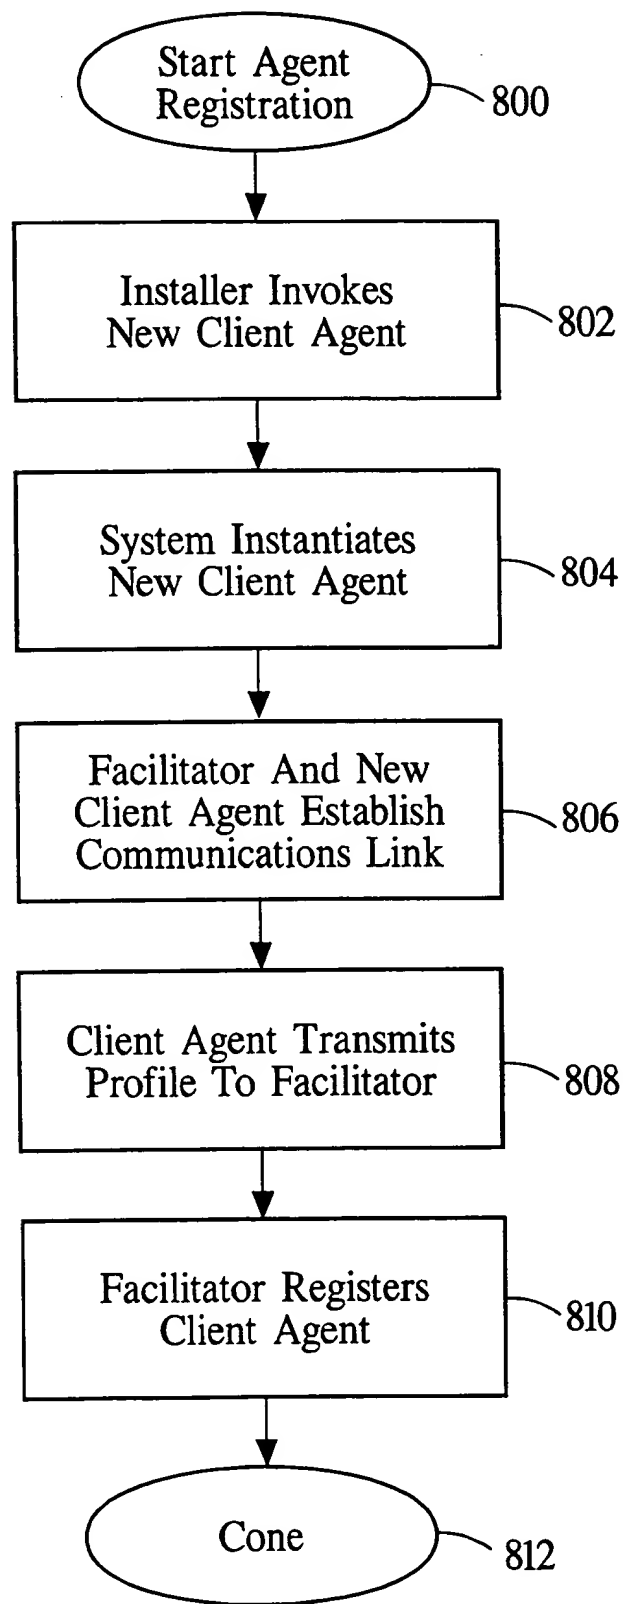 Start Agent
Registration
800
Installer Invokes
New Client Agent
802
System Instantiates
New Client Agent
804
Facilitator And New
Client Agent Establish
Communications Link
806
Client Agent Transmits
Profile To Facilitator
808
Facilitator Registers
Client Agent
810
Cone
812